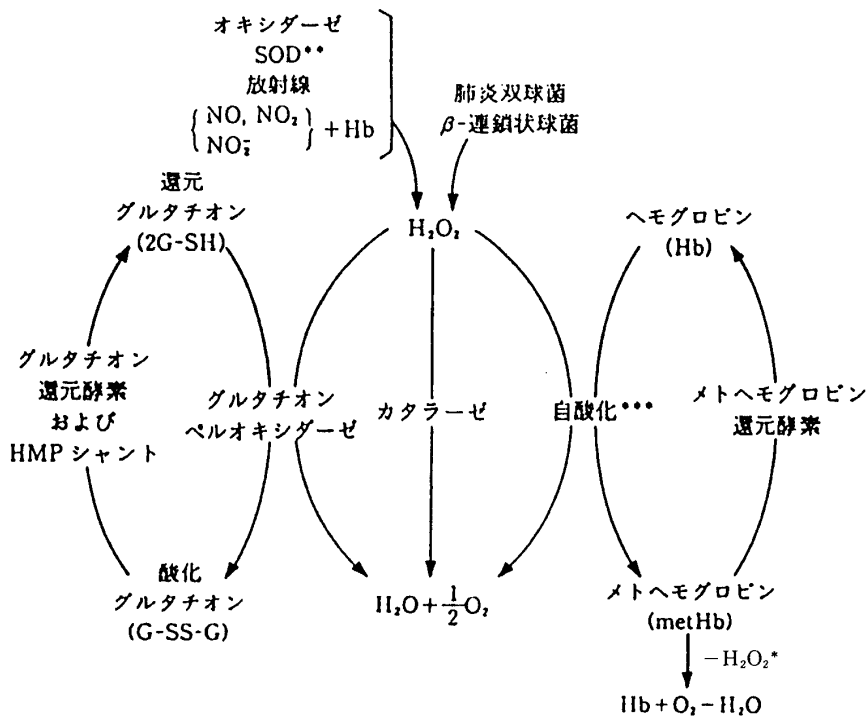 オキシダーゼ
SOD**
放射線
{ NO, NO₂
NO₂⁻ } + Hb
肺炎双球菌
β-連鎖状球菌
還元
グルタチオン
(2G-SH)
H₂O₂
ヘモグロビン
(Hb)
グルタチオン
還元酵素
および
HMP シャント
グルタチオン
ペルオキシダーゼ
カタラーゼ
自酸化***
メトヘモグロビン
還元酵素
酸化
グルタチオン
(G-SS-G)
H₂O + 1/2 O₂
メトヘモグロビン
(metHb)
−H₂O₂*
Hb + O₂ − H₂O